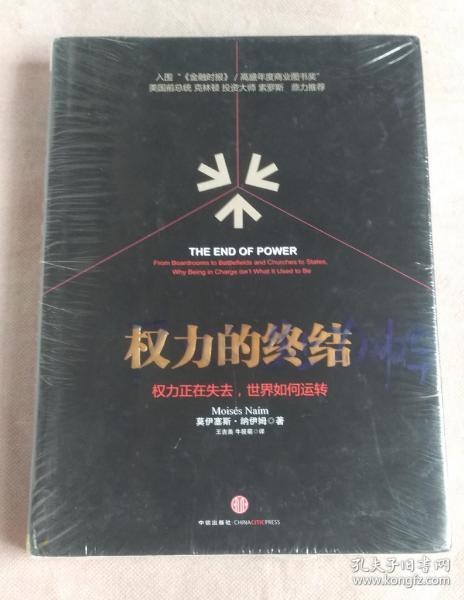 入围“《金融时报》/高盛年度商业图书奖”
美国前总统 克林顿 投资大师 索罗斯 鼎力推荐
THE END OF POWER
From Boardrooms to Battlefields and Churches to States,
Why Being in Charge Isn't What It Used to Be
权力的终结
权力正在失去，世界如何运转
Moisés Naím
莫伊塞斯·纳伊姆◇著
王吉美 牛筱萌◇译
中信出版社·CHINACITICPRESS
孔夫子旧书网
www.kongfz.com